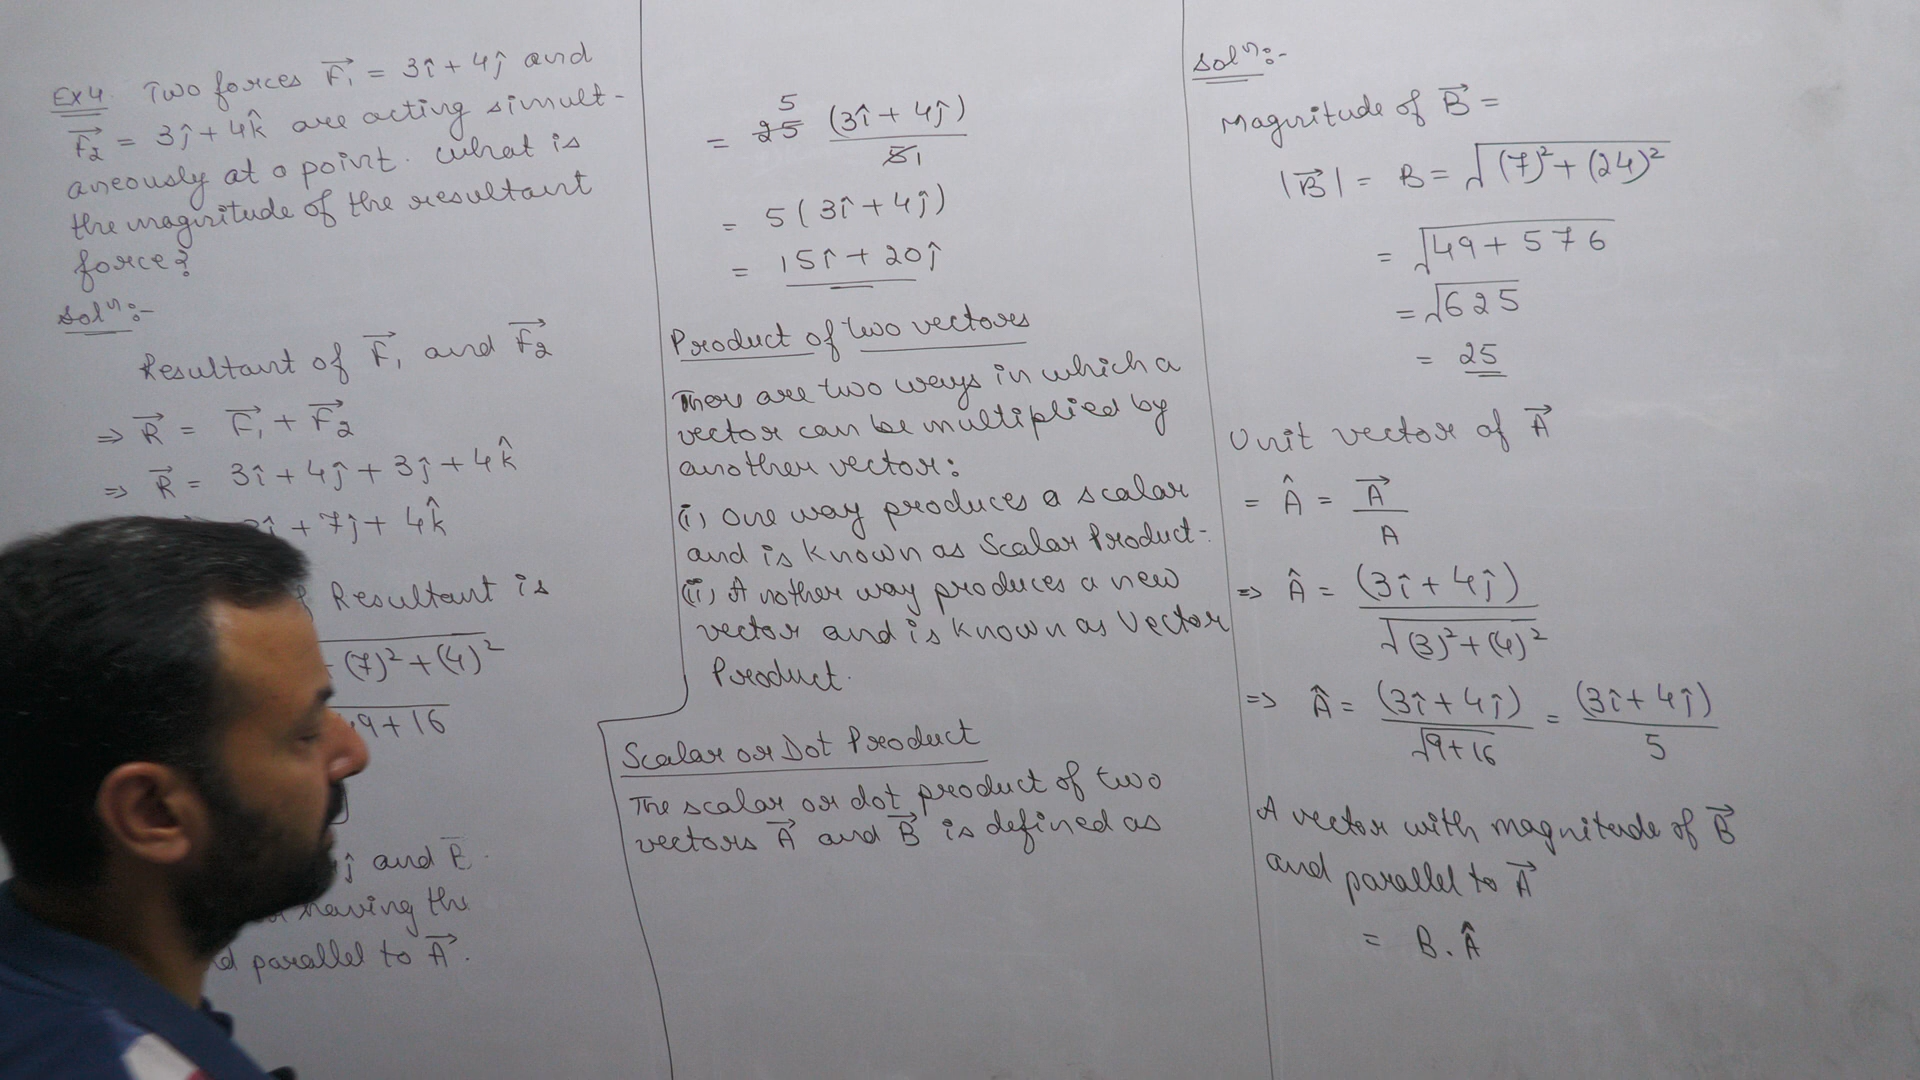 Ex4. Two forces F⃗₁ = 3î + 4ĵ and
F⃗₂ = 3ĵ + 4k̂ are acting simult-
aneously at a point. What is
the magnitude of the resultant
force?
Solⁿ:-
Resultant of F⃗₁ and F⃗₂
⇒ R⃗ = F⃗₁ + F⃗₂
⇒ R⃗ = 3î + 4ĵ + 3ĵ + 4k̂
î + 7ĵ + 4k̂
Resultant is
(7)² + (4)²
9 + 16
ĵ and
having the
parallel to A⃗.
5
= 25 (3î + 4ĵ)
51
= 5 (3î + 4ĵ)
= 15î + 20ĵ
Product of two vectors
are two ways in which a
vector can be multiplied by
another vector:
(i) One way produces a scalar
and is known as Scalar Product.
(ii) Another way produces a new
vector and is known as Vector
Product.
Scalar or Dot Product
The scalar or dot product of two
vectors A⃗ and B⃗ is defined as
Solⁿ:-
Magnitude of B⃗ =
|B⃗| = B = √(7)² + (24)²
= √49 + 576
= √625
= 25
Unit vector of A⃗
= Â = A⃗
A
⇒ Â = (3î + 4ĵ)
√(3)² + (4)²
⇒ Â = (3î + 4ĵ) = (3î + 4ĵ)
√9 + 16 5
A vector with magnitude of B⃗
and parallel to A⃗
= B. Â